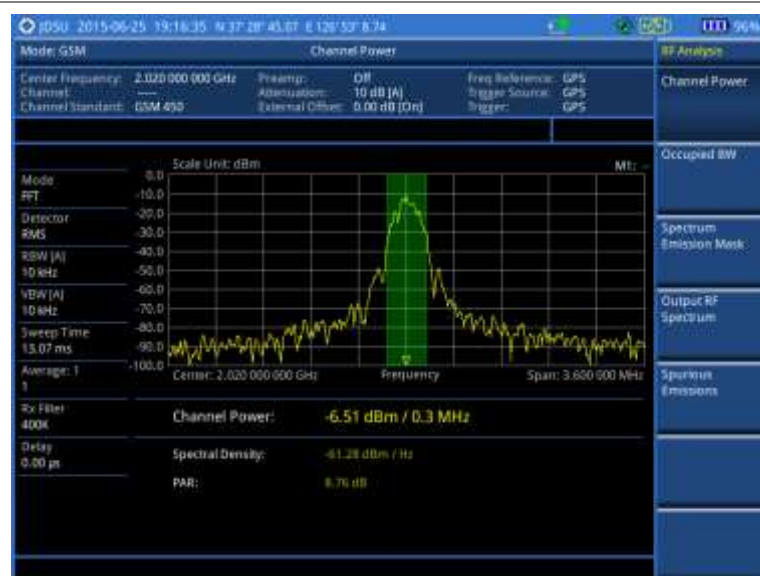 JDSU 2015-06-25 19:16:35 N 37° 28' 45.07 E 126° 53' 8.74 96%
Mode: GSM Channel Power RF Analysis
Center Frequency: 2.020 000 000 GHz Preamp: Off Freq Reference: GPS
Channel: ---- Attenuation: 10 dB [A] Trigger Source: GPS
Channel Standard: GSM 450 External Offset: 0.00 dB [On] Trigger: GPS
Channel Power
Occupied BW
Spectrum
Emission Mask
Output RF
Spectrum
Spurious
Emissions
Scale Unit: dBm M1: --
Mode
FFT
Detector
RMS
RBW [A]
10 kHz
VBW [A]
10 kHz
Sweep Time
13.07 ms
Average: 1
1
Rx Filter
400K
Delay
0.00 µs
0.0
-10.0
-20.0
-30.0
-40.0
-50.0
-60.0
-70.0
-80.0
-90.0
-100.0
Center: 2.020 000 000 GHz Frequency Span: 3.600 000 MHz
Channel Power: -6.51 dBm / 0.3 MHz
Spectral Density: -61.28 dBm / Hz
PAR: 8.76 dB